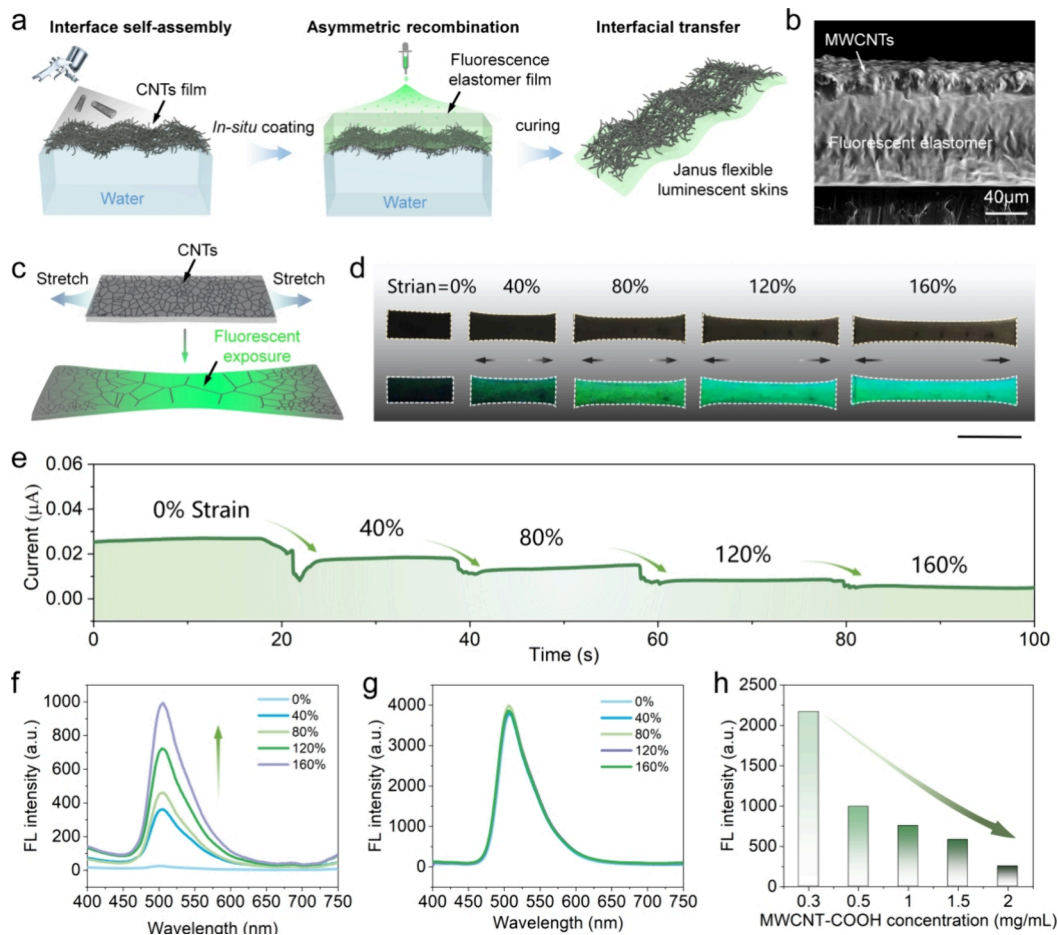 a
Interface self-assembly
CNTs film
Water
In-situ coating
Asymmetric recombination
Fluorescence
elastomer film
Water
curing
Interfacial transfer
Janus flexible
luminescent skins
b
MWCNTs
Fluorescent elastomer
40μm
c
CNTs
Stretch
Stretch
Fluorescent
exposure
d
Strian=0%
40%
80%
120%
160%
e
Current (μA)
0.06
0.04
0.02
0.00
0% Strain
40%
80%
120%
160%
0
20
40
60
80
100
Time (s)
f
FL intensity (a.u.)
1000
800
600
400
200
0
0%
40%
80%
120%
160%
400 450 500 550 600 650 700 750
Wavelength (nm)
g
FL intensity (a.u.)
4000
3000
2000
1000
0
0%
40%
80%
120%
160%
400 450 500 550 600 650 700 750
Wavelength (nm)
h
FL intensity (a.u.)
2500
2000
1500
1000
500
0
0.3 0.5 1 1.5 2
MWCNT-COOH concentration (mg/mL)